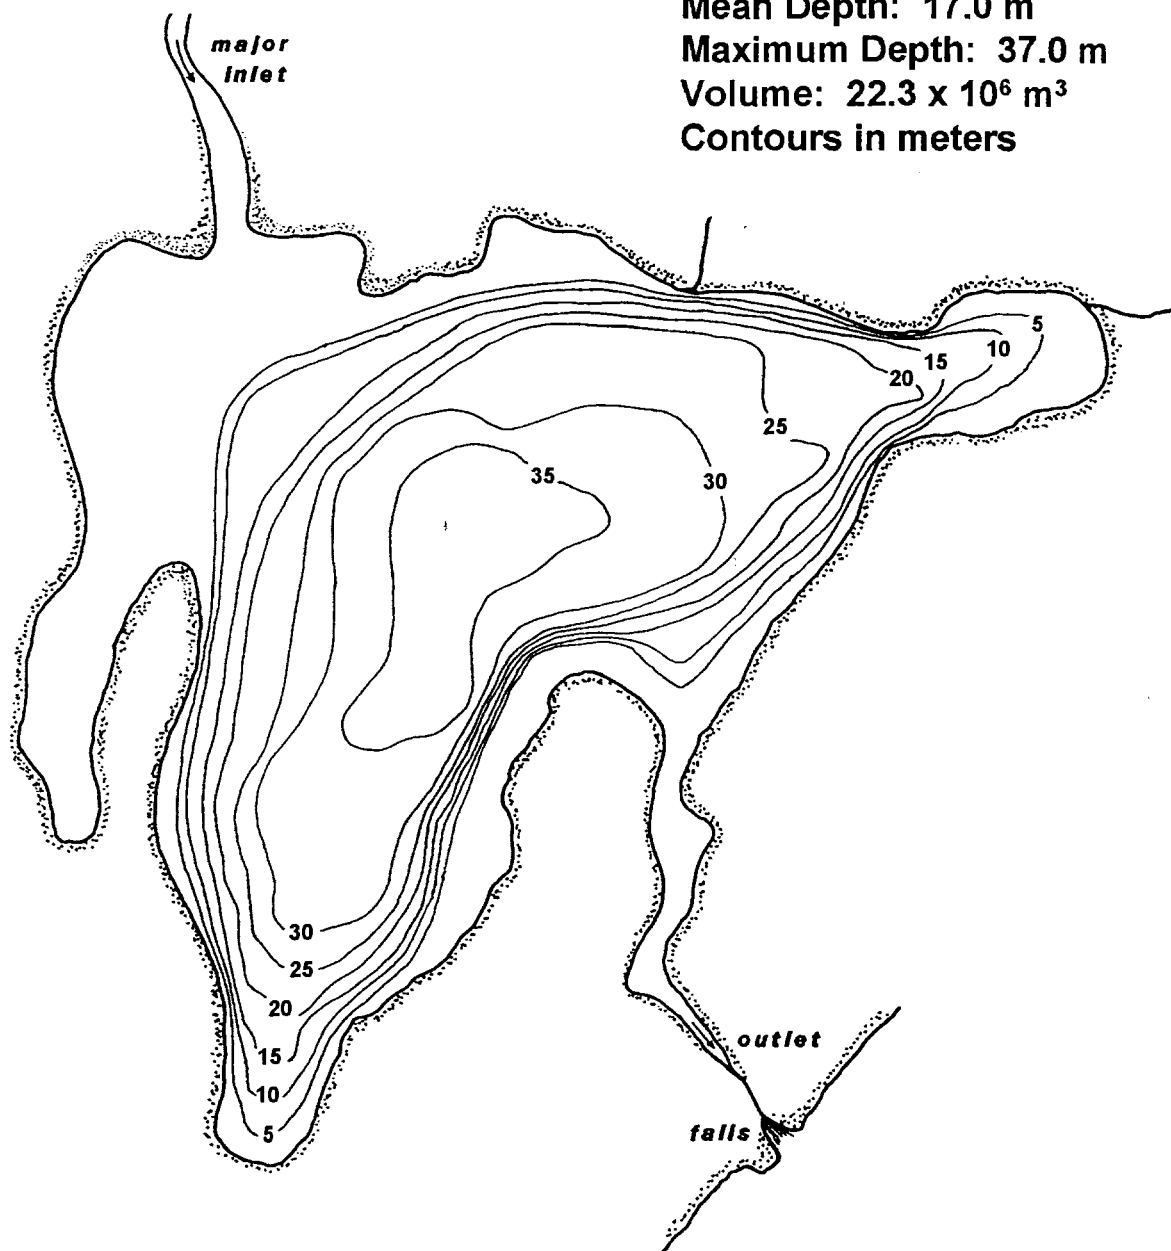 Mean Depth: 17.0 m
Maximum Depth: 37.0 m
Volume: 22.3 x 10⁶ m³
Contours in meters
major
inlet
5
10
15
20
25
30
35
30
25
20
15
10
5
outlet
falls